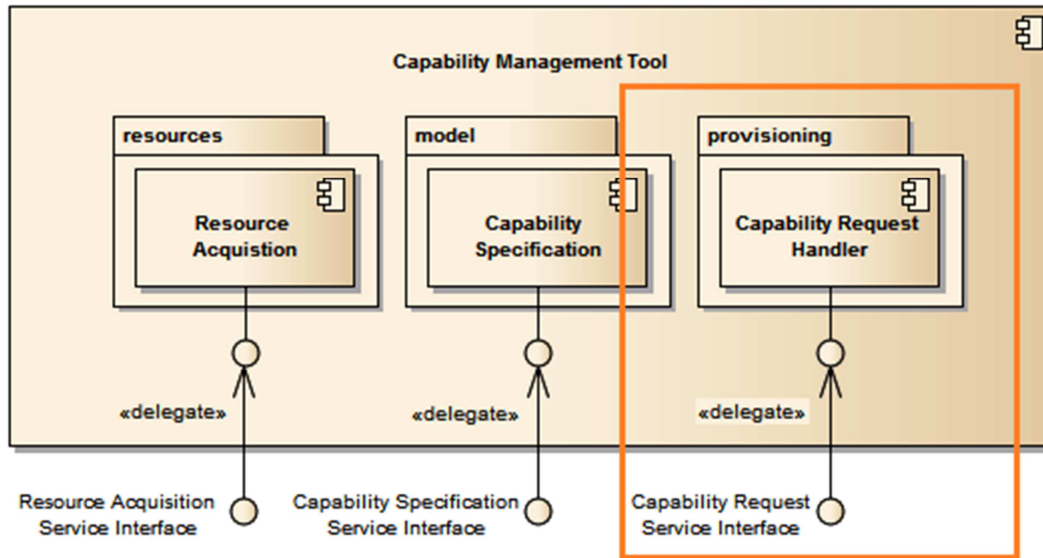 Capability Management Tool
resources
model
provisioning
Resource
Acquistion
Capability
Specification
Capability Request
Handler
«delegate»
«delegate»
«delegate»
Resource Acquisition
Service Interface
Capability Specification
Service Interface
Capability Request
Service Interface